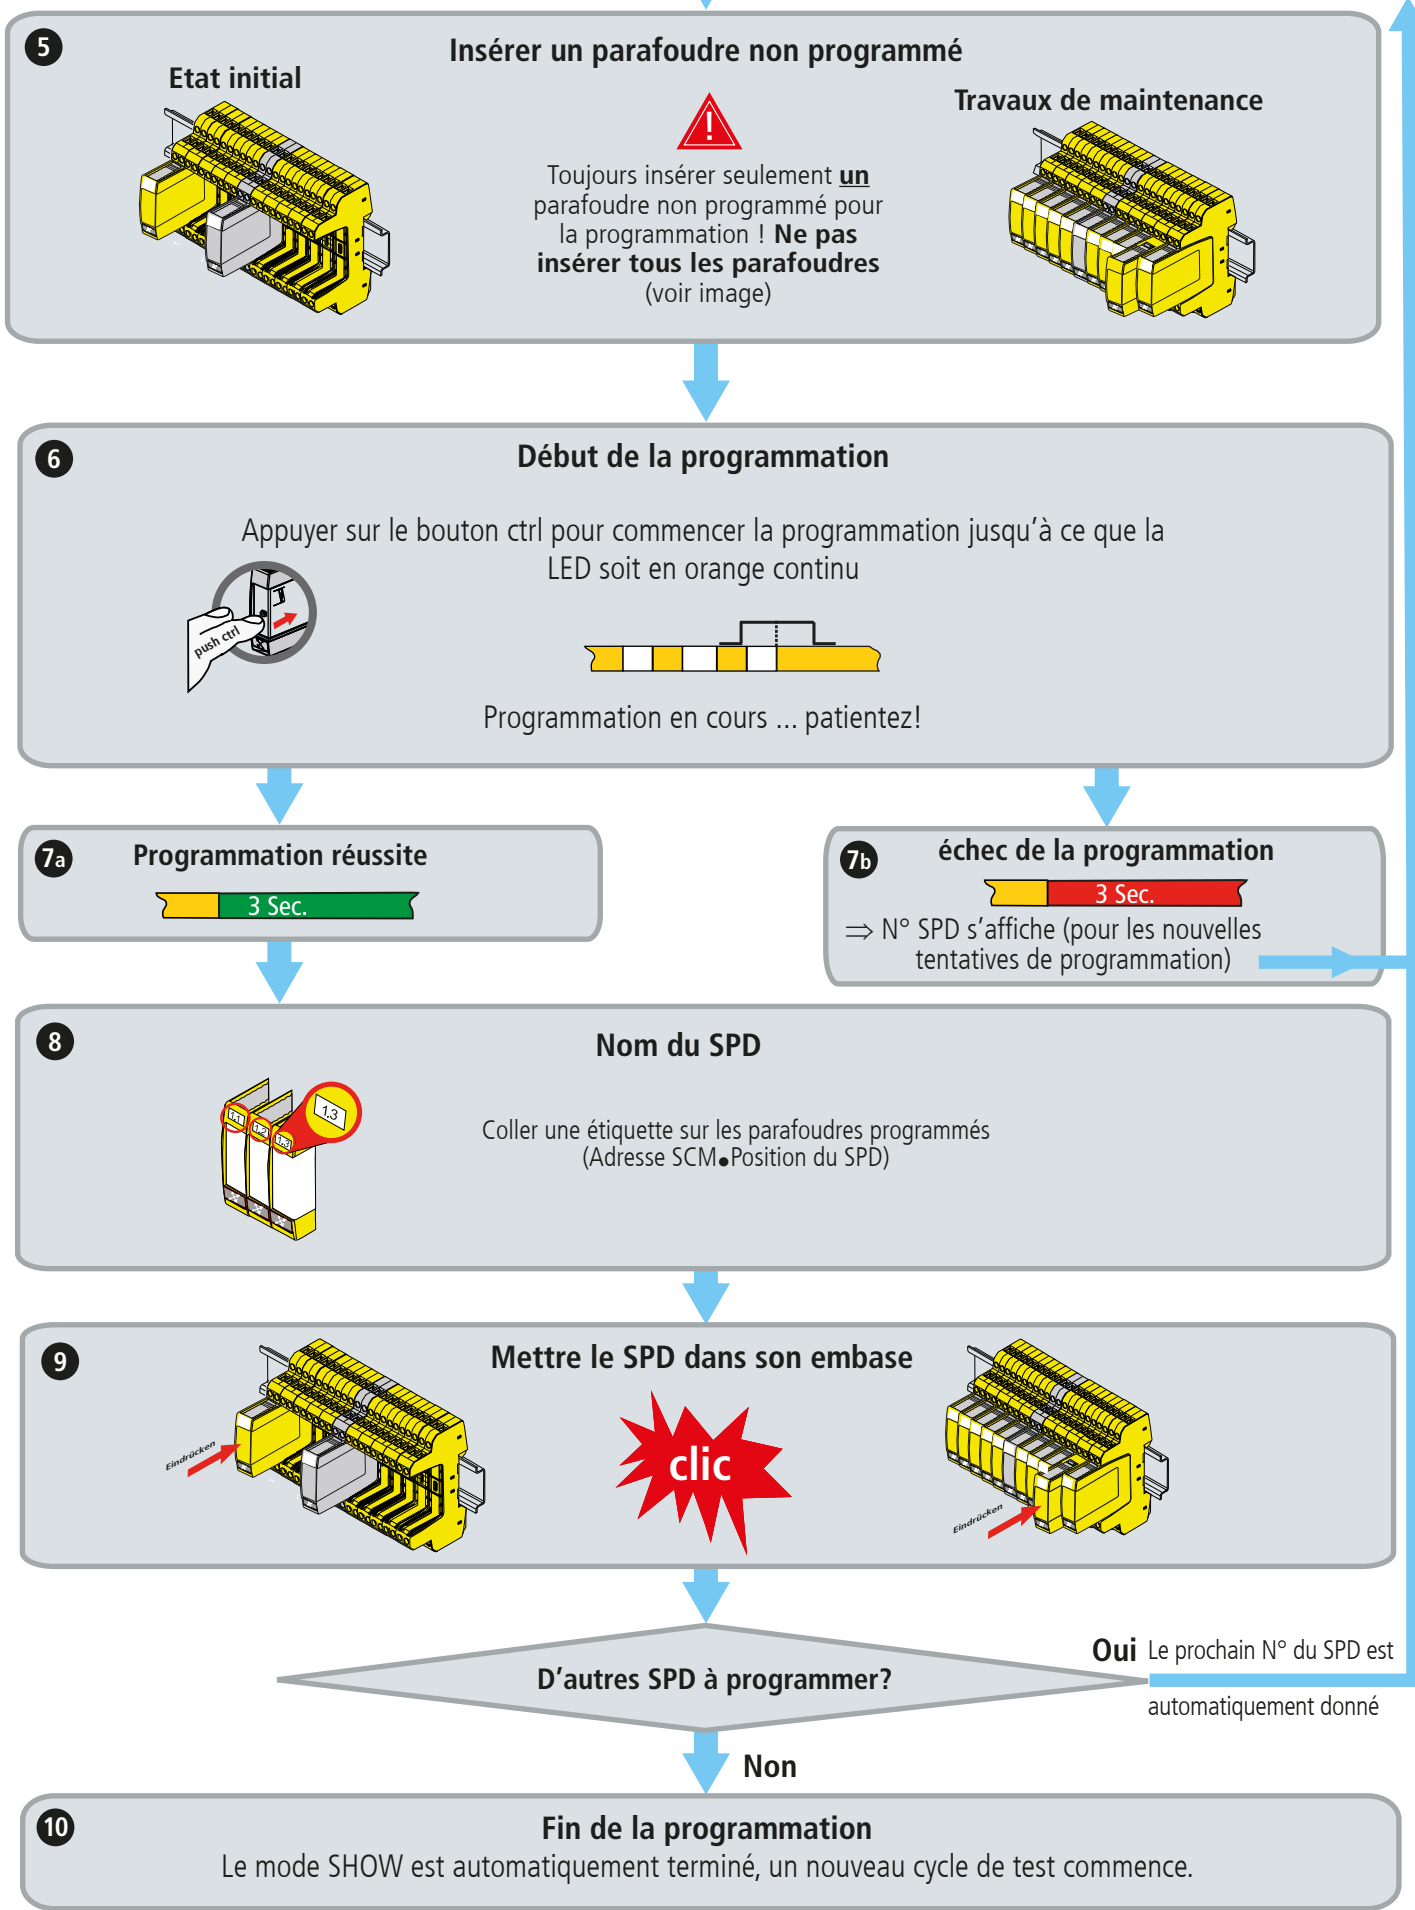 5
Insérer un parafoudre non programmé
Etat initial
Travaux de maintenance
!
Toujours insérer seulement un
parafoudre non programmé pour
la programmation ! Ne pas
insérer tous les parafoudres
(voir image)
6
Début de la programmation
Appuyer sur le bouton ctrl pour commencer la programmation jusqu’à ce que la
LED soit en orange continu
push ctrl
Programmation en cours ... patientez!
7a
Programmation réussite
3 Sec.
7b
échec de la programmation
3 Sec.
⇒ N° SPD s’affiche (pour les nouvelles
tentatives de programmation)
8
Nom du SPD
1.1
1.2
1.3
1.3
Coller une étiquette sur les parafoudres programmés
(Adresse SCM●Position du SPD)
9
Mettre le SPD dans son embase
Eindrücken
clic
Eindrücken
D’autres SPD à programmer?
Oui Le prochain N° du SPD est
automatiquement donné
Non
10
Fin de la programmation
Le mode SHOW est automatiquement terminé, un nouveau cycle de test commence.